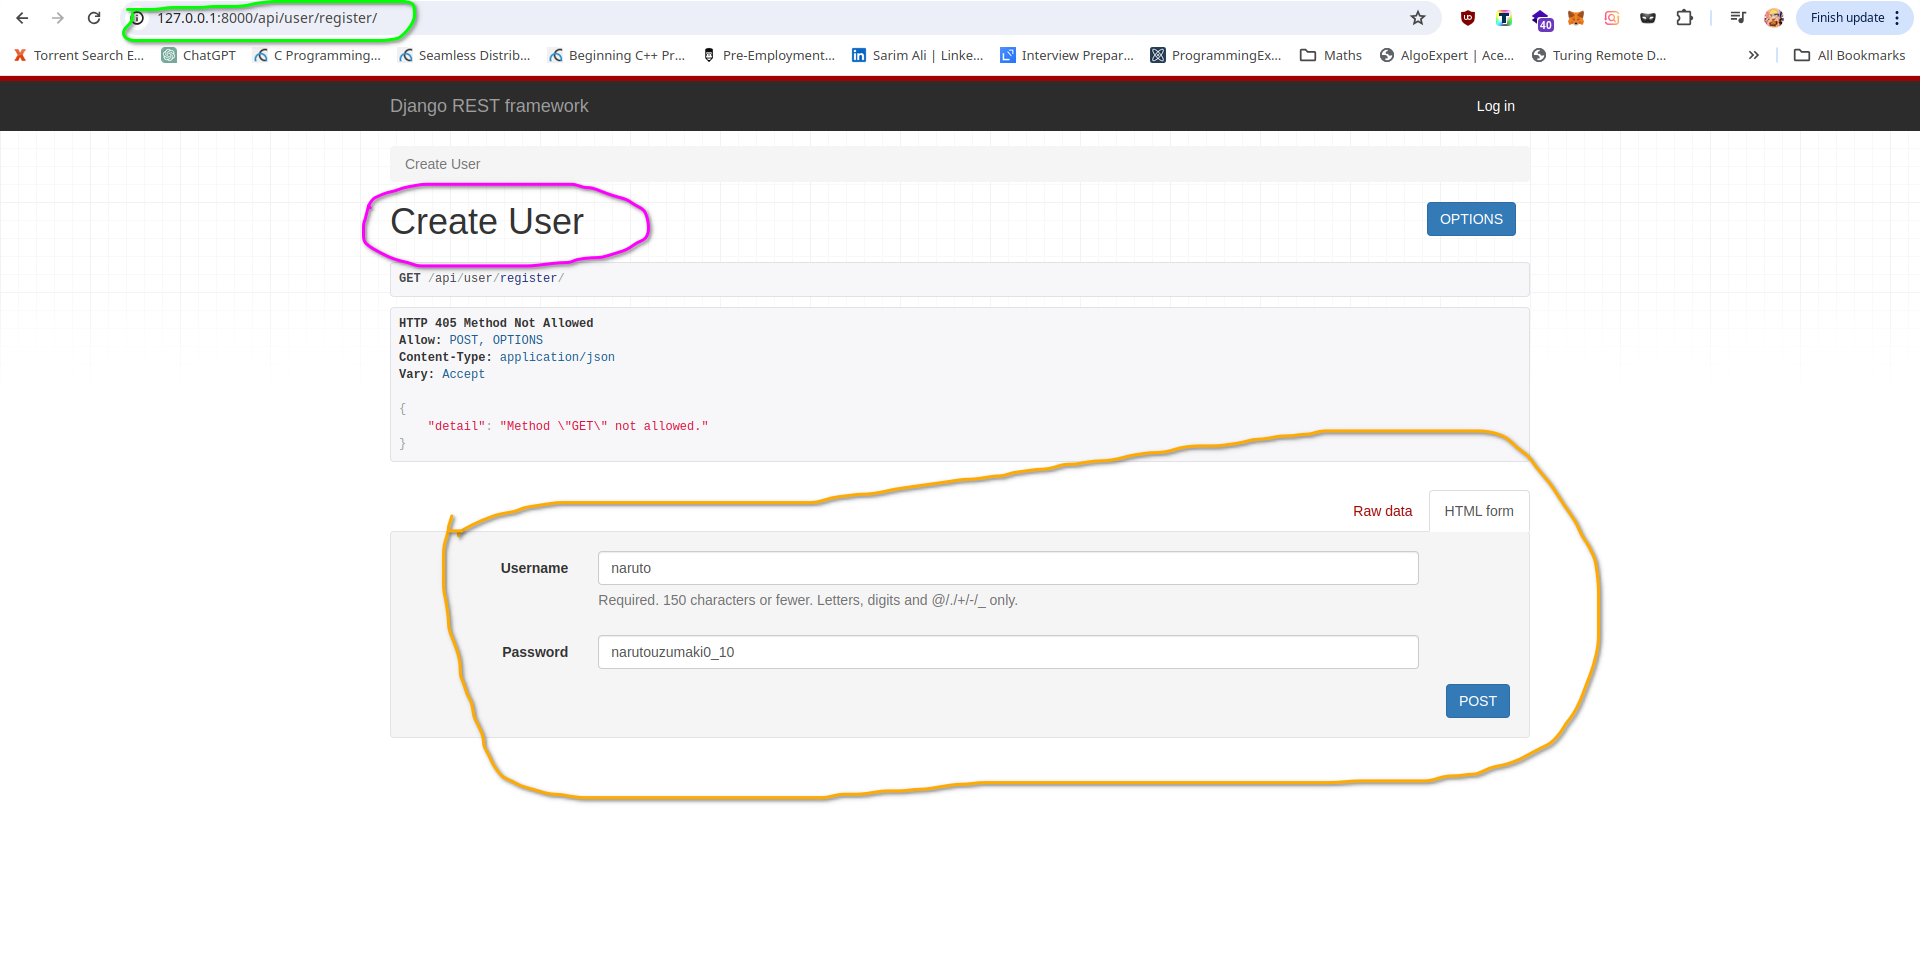 127.0.0.1:8000/api/user/register/
40
Finish update
Torrent Search E...
ChatGPT
C Programming...
Seamless Distrib...
Beginning C++ Pr...
Pre-Employment...
Sarim Ali | Linke...
Interview Prepar...
ProgrammingEx...
Maths
AlgoExpert | Ace...
Turing Remote D...
»
All Bookmarks
Django REST framework
Log in
Create User
Create User
OPTIONS
GET /api/user/register/
HTTP 405 Method Not Allowed
Allow: POST, OPTIONS
Content-Type: application/json
Vary: Accept
{
"detail": "Method \"GET\" not allowed."
}
Raw data
HTML form
Username
naruto
Required. 150 characters or fewer. Letters, digits and @/./+/-/_ only.
Password
narutouzumaki0_10
POST